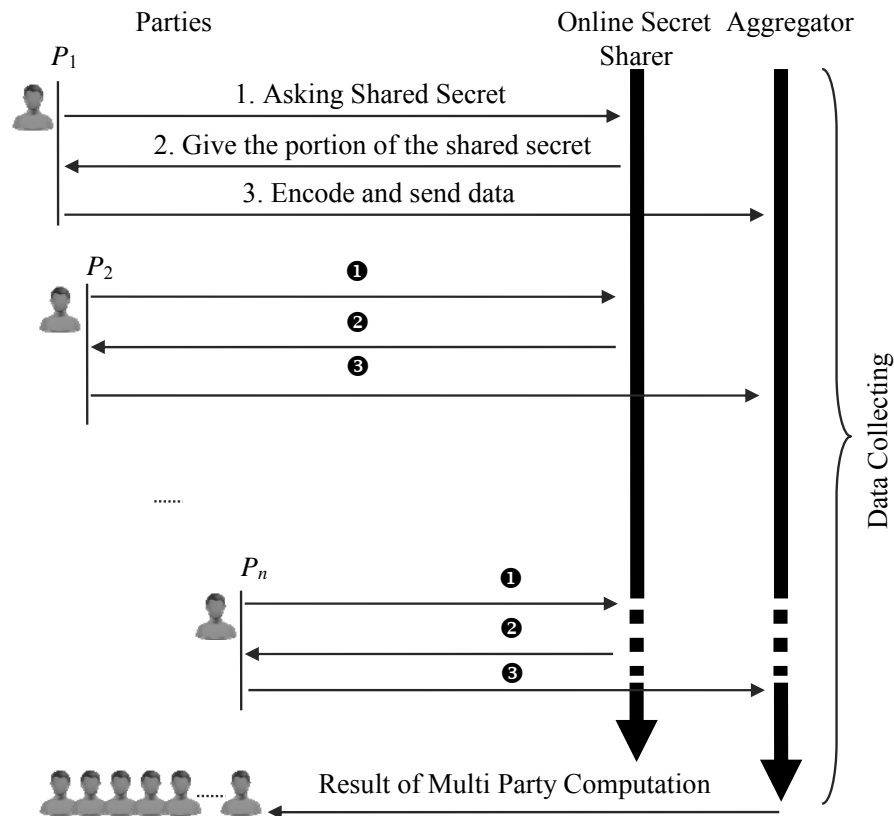 Parties
Online Secret Sharer
Aggregator
P1
1. Asking Shared Secret
2. Give the portion of the shared secret
3. Encode and send data
P2
❶
❷
❸
Data Collecting
......
Pn
❶
❷
❸
Result of Multi Party Computation
......